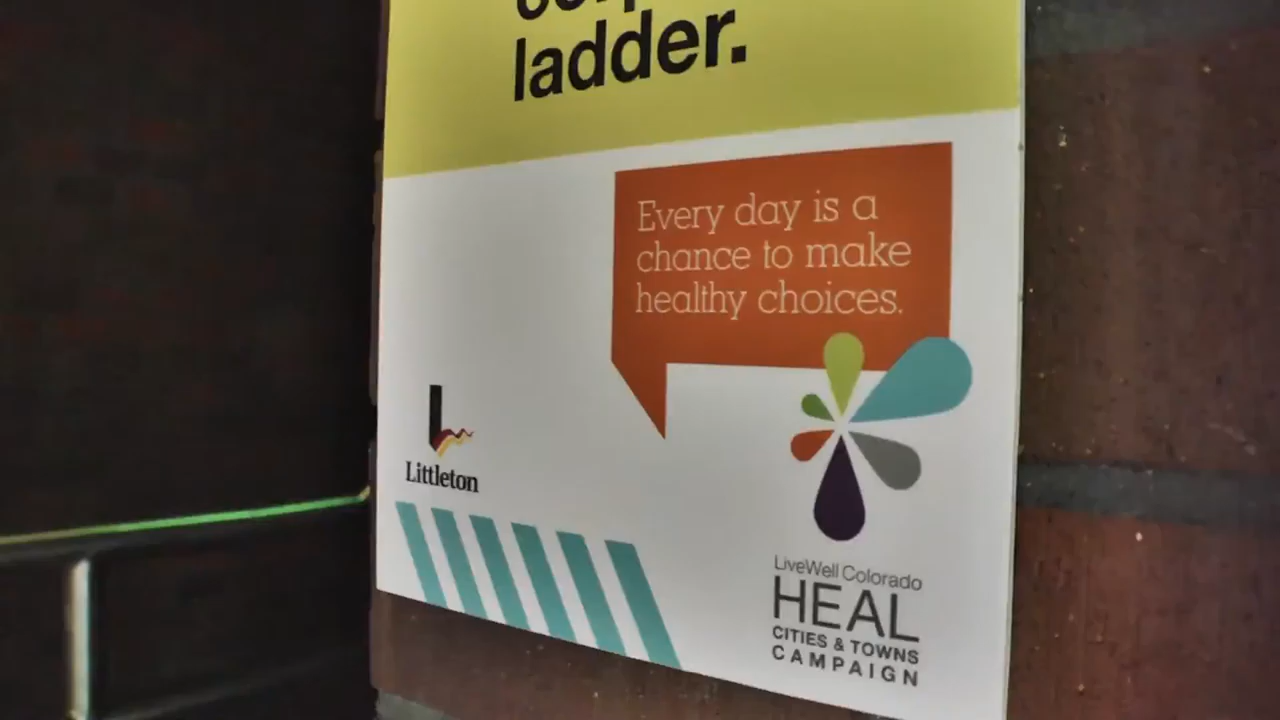 ladder.
Every day is a
chance to make
healthy choices.
Littleton
LiveWell Colorado
HEAL
CITIES & TOWNS
CAMPAIGN